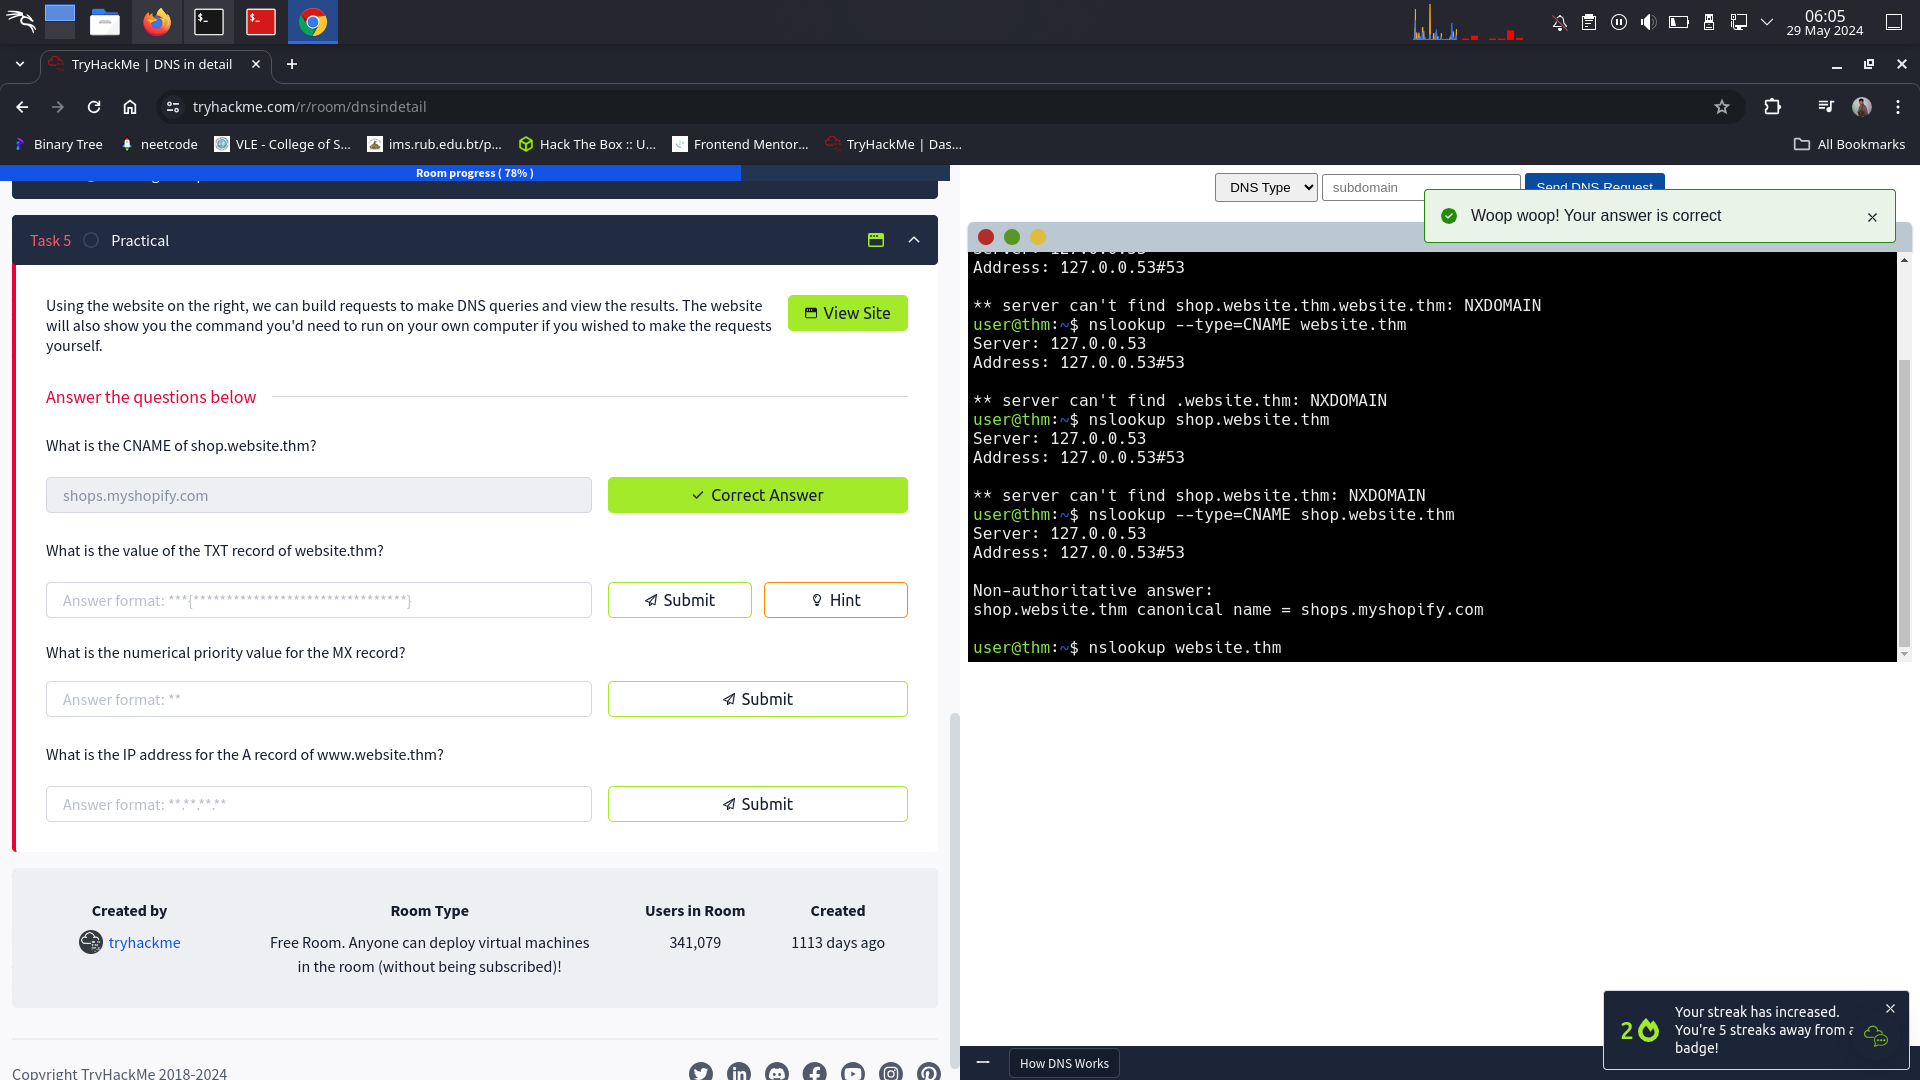 06:05
29 May 2024
TryHackMe | DNS in detail
tryhackme.com/r/room/dnsindetail
Binary Tree
neetcode
VLE - College of S...
ims.rub.edu.bt/p...
Hack The Box :: U...
Frontend Mentor...
TryHackMe | Das...
All Bookmarks
Room progress ( 78% )
Task 5
Practical
Using the website on the right, we can build requests to make DNS queries and view the results. The website
will also show you the command you'd need to run on your own computer if you wished to make the requests
yourself.
View Site
Answer the questions below
What is the CNAME of shop.website.thm?
shops.myshopify.com
Correct Answer
What is the value of the TXT record of website.thm?
Answer format: ***{********************************}
Submit
Hint
What is the numerical priority value for the MX record?
Answer format: **
Submit
What is the IP address for the A record of www.website.thm?
Answer format: **.**.**.**
Submit
Created by
tryhackme
Room Type
Free Room. Anyone can deploy virtual machines
in the room (without being subscribed)!
Users in Room
341,079
Created
1113 days ago
Copyright TryHackMe 2018-2024
DNS Type
subdomain
Send DNS Request
Woop woop! Your answer is correct
Server: 127.0.0.53
Address: 127.0.0.53#53
** server can't find shop.website.thm.website.thm: NXDOMAIN
user@thm:~$ nslookup --type=CNAME website.thm
Server: 127.0.0.53
Address: 127.0.0.53#53
** server can't find .website.thm: NXDOMAIN
user@thm:~$ nslookup shop.website.thm
Server: 127.0.0.53
Address: 127.0.0.53#53
** server can't find shop.website.thm: NXDOMAIN
user@thm:~$ nslookup --type=CNAME shop.website.thm
Server: 127.0.0.53
Address: 127.0.0.53#53
Non-authoritative answer:
shop.website.thm canonical name = shops.myshopify.com
user@thm:~$ nslookup website.thm
How DNS Works
2
Your streak has increased.
You're 5 streaks away from a
badge!